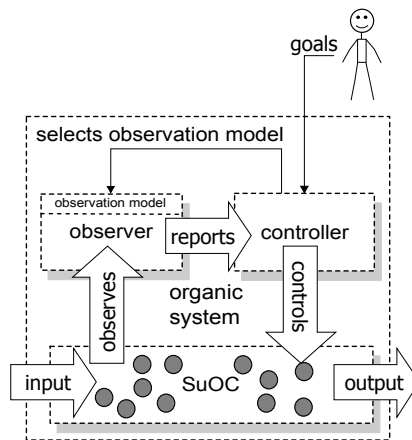 goals
selects observation model
observation model
observer
reports
controller
observes
organic
system
controls
input
SuOC
output